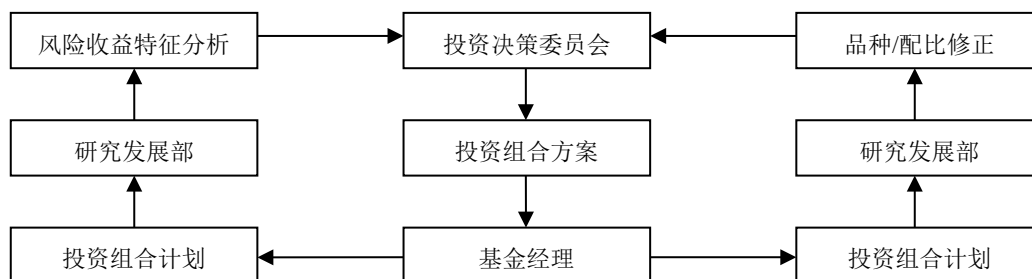 风险收益特征分析
投资决策委员会
品种/配比修正
研究发展部
投资组合方案
研究发展部
投资组合计划
基金经理
投资组合计划